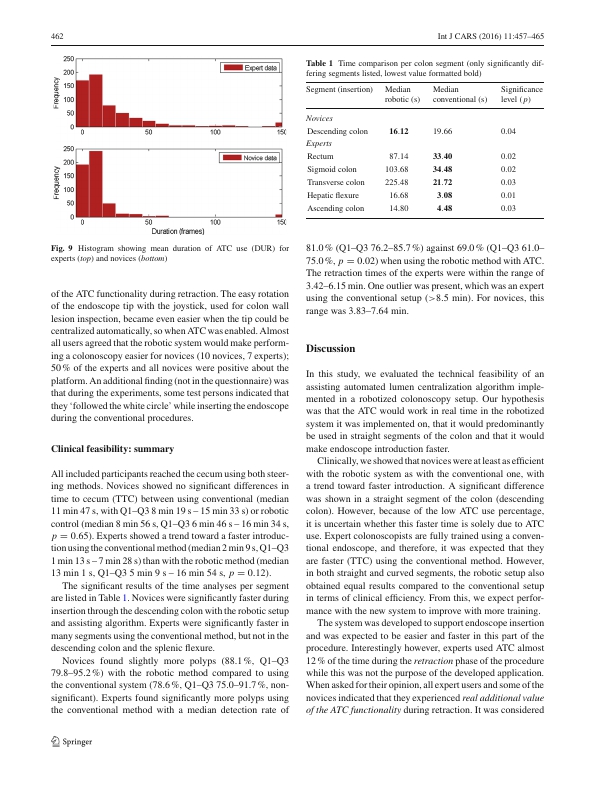 462
Int J CARS (2016) 11:457–465
250
200
150
100
50
0
Frequency
Expert data
0
50
100
150
250
200
150
100
50
0
Frequency
Novice data
0
50
100
150
Duration (frames)
Fig. 9 Histogram showing mean duration of ATC use (DUR) for
experts (top) and novices (bottom)
of the ATC functionality during retraction. The easy rotation
of the endoscope tip with the joystick, used for colon wall
lesion inspection, became even easier when the tip could be
centralized automatically, so when ATC was enabled. Almost
all users agreed that the robotic system would make perform-
ing a colonoscopy easier for novices (10 novices, 7 experts);
50 % of the experts and all novices were positive about the
platform. An additional finding (not in the questionnaire) was
that during the experiments, some test persons indicated that
they ‘followed the white circle’ while inserting the endoscope
during the conventional procedures.
Clinical feasibility: summary
All included participants reached the cecum using both steer-
ing methods. Novices showed no significant differences in
time to cecum (TTC) between using conventional (median
11 min 47 s, with Q1–Q3 8 min 19 s – 15 min 33 s) or robotic
control (median 8 min 56 s, Q1–Q3 6 min 46 s – 16 min 34 s,
p = 0.65). Experts showed a trend toward a faster introduc-
tion using the conventional method (median 2 min 9 s, Q1–Q3
1 min 13 s – 7 min 28 s) than with the robotic method (median
13 min 1 s, Q1–Q3 5 min 9 s – 16 min 54 s, p = 0.12).
The significant results of the time analyses per segment
are listed in Table 1. Novices were significantly faster during
insertion through the descending colon with the robotic setup
and assisting algorithm. Experts were significantly faster in
many segments using the conventional method, but not in the
descending colon and the splenic flexure.
Novices found slightly more polyps (88.1 %, Q1–Q3
79.8–95.2 %) with the robotic method compared to using
the conventional system (78.6 %, Q1–Q3 75.0–91.7 %, non-
significant). Experts found significantly more polyps using
the conventional method with a median detection rate of
Table 1 Time comparison per colon segment (only significantly dif-
fering segments listed, lowest value formatted bold)
Segment (insertion) Median robotic (s) Median conventional (s) Significance level (p)
Novices
Descending colon 16.12 19.66 0.04
Experts
Rectum 87.14 33.40 0.02
Sigmoid colon 103.68 34.48 0.02
Transverse colon 225.48 21.72 0.03
Hepatic flexure 16.68 3.08 0.01
Ascending colon 14.80 4.48 0.03
81.0 % (Q1–Q3 76.2–85.7 %) against 69.0 % (Q1–Q3 61.0–
75.0 %, p = 0.02) when using the robotic method with ATC.
The retraction times of the experts were within the range of
3.42–6.15 min. One outlier was present, which was an expert
using the conventional setup (>8.5 min). For novices, this
range was 3.83–7.64 min.
Discussion
In this study, we evaluated the technical feasibility of an
assisting automated lumen centralization algorithm imple-
mented in a robotized colonoscopy setup. Our hypothesis
was that the ATC would work in real time in the robotized
system it was implemented on, that it would predominantly
be used in straight segments of the colon and that it would
make endoscope introduction faster.
Clinically, we showed that novices were at least as efficient
with the robotic system as with the conventional one, with
a trend toward faster introduction. A significant difference
was shown in a straight segment of the colon (descending
colon). However, because of the low ATC use percentage,
it is uncertain whether this faster time is solely due to ATC
use. Expert colonoscopists are fully trained using a conven-
tional endoscope, and therefore, it was expected that they
are faster (TTC) using the conventional method. However,
in both straight and curved segments, the robotic setup also
obtained equal results compared to the conventional setup
in terms of clinical efficiency. From this, we expect perfor-
mance with the new system to improve with more training.
The system was developed to support endoscope insertion
and was expected to be easier and faster in this part of the
procedure. Interestingly however, experts used ATC almost
12 % of the time during the retraction phase of the procedure
while this was not the purpose of the developed application.
When asked for their opinion, all expert users and some of the
novices indicated that they experienced real additional value
of the ATC functionality during retraction. It was considered
Springer